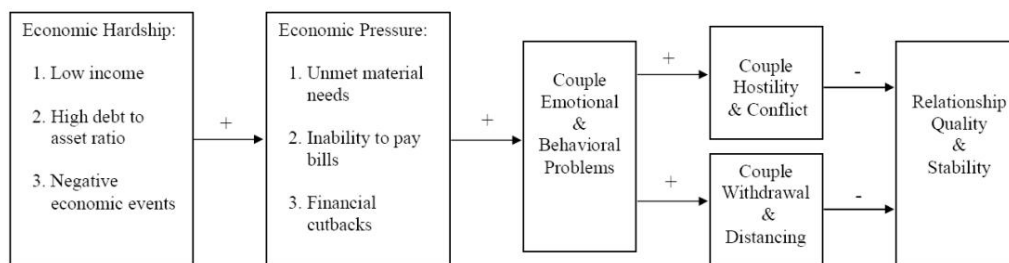 Economic Hardship:
1. Low income
2. High debt to
asset ratio
3. Negative
economic events
+
Economic Pressure:
1. Unmet material
needs
2. Inability to pay
bills
3. Financial
cutbacks
+
Couple
Emotional
&
Behavioral
Problems
+
+
Couple
Hostility
& Conflict
Couple
Withdrawal
&
Distancing
-
-
Relationship
Quality
&
Stability